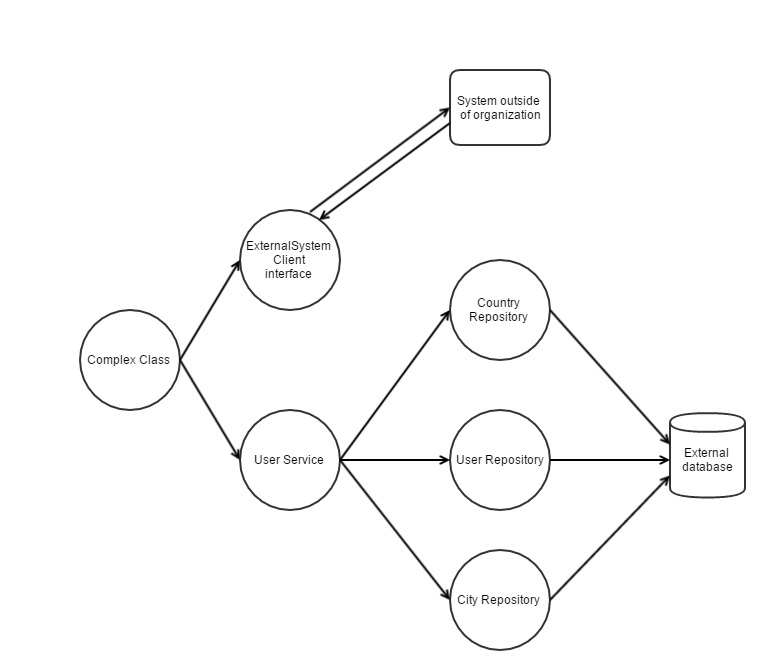 System outside
of organization
ExternalSystem
Client
interface
Country
Repository
Complex Class
User Service
User Repository
External
database
City Repository